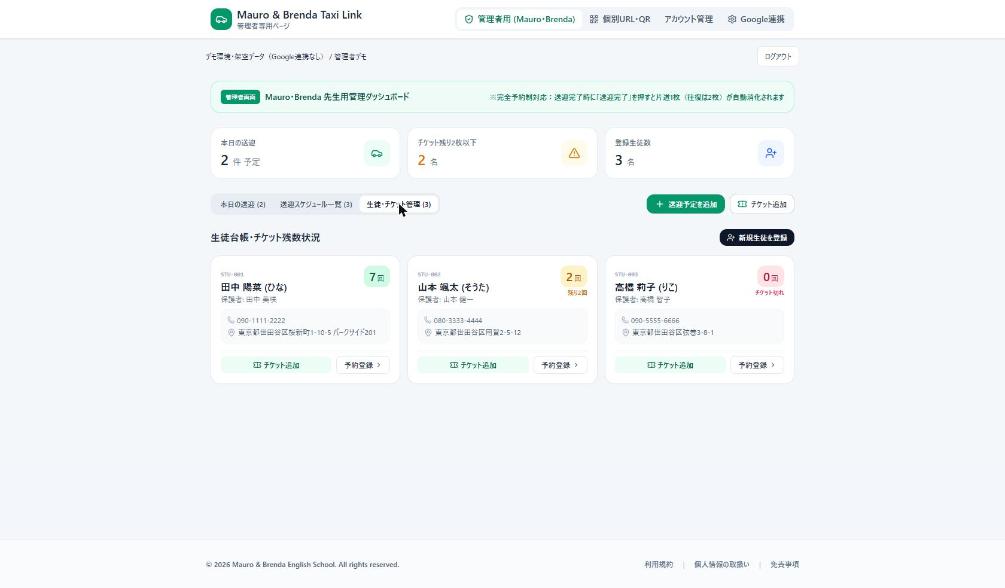 Mauro & Brenda Taxi Link
管理者専用ページ
管理者用 (Mauro・Brenda)
個別URL・QR
アカウント管理
Google連携
デモ環境・架空データ（Google連携なし） / 管理者デモ
ログアウト
管理者画面
Mauro・Brenda 先生用管理ダッシュボード
※完全予約制対応：送迎完了時に「送迎完了」を押すと片道1枚（往復は2枚）が自動消化されます
本日の送迎
2 件 予定
チケット残り2枚以下
2 名
登録生徒数
3 名
本日の送迎 (2)
送迎スケジュール一覧 (3)
生徒・チケット管理 (3)
＋ 送迎予定を追加
チケット追加
生徒台帳・チケット残数状況
新規生徒を登録
STU-001
田中 陽菜 (ひな)
7回
保護者: 田中 美咲
090-1111-2222
東京都世田谷区桜新町1-10-5 パークサイド201
チケット追加
予約登録 >
STU-002
山本 颯太 (そうた)
2回
残り2回
保護者: 山本 健一
080-3333-4444
東京都世田谷区用賀2-5-12
チケット追加
予約登録 >
STU-003
高橋 莉子 (りこ)
0回
チケット切れ
保護者: 高橋 智子
090-5555-6666
東京都世田谷区弦巻3-8-1
チケット追加
予約登録 >
© 2026 Mauro & Brenda English School. All rights reserved.
利用規約 | 個人情報の取扱い | 免責事項